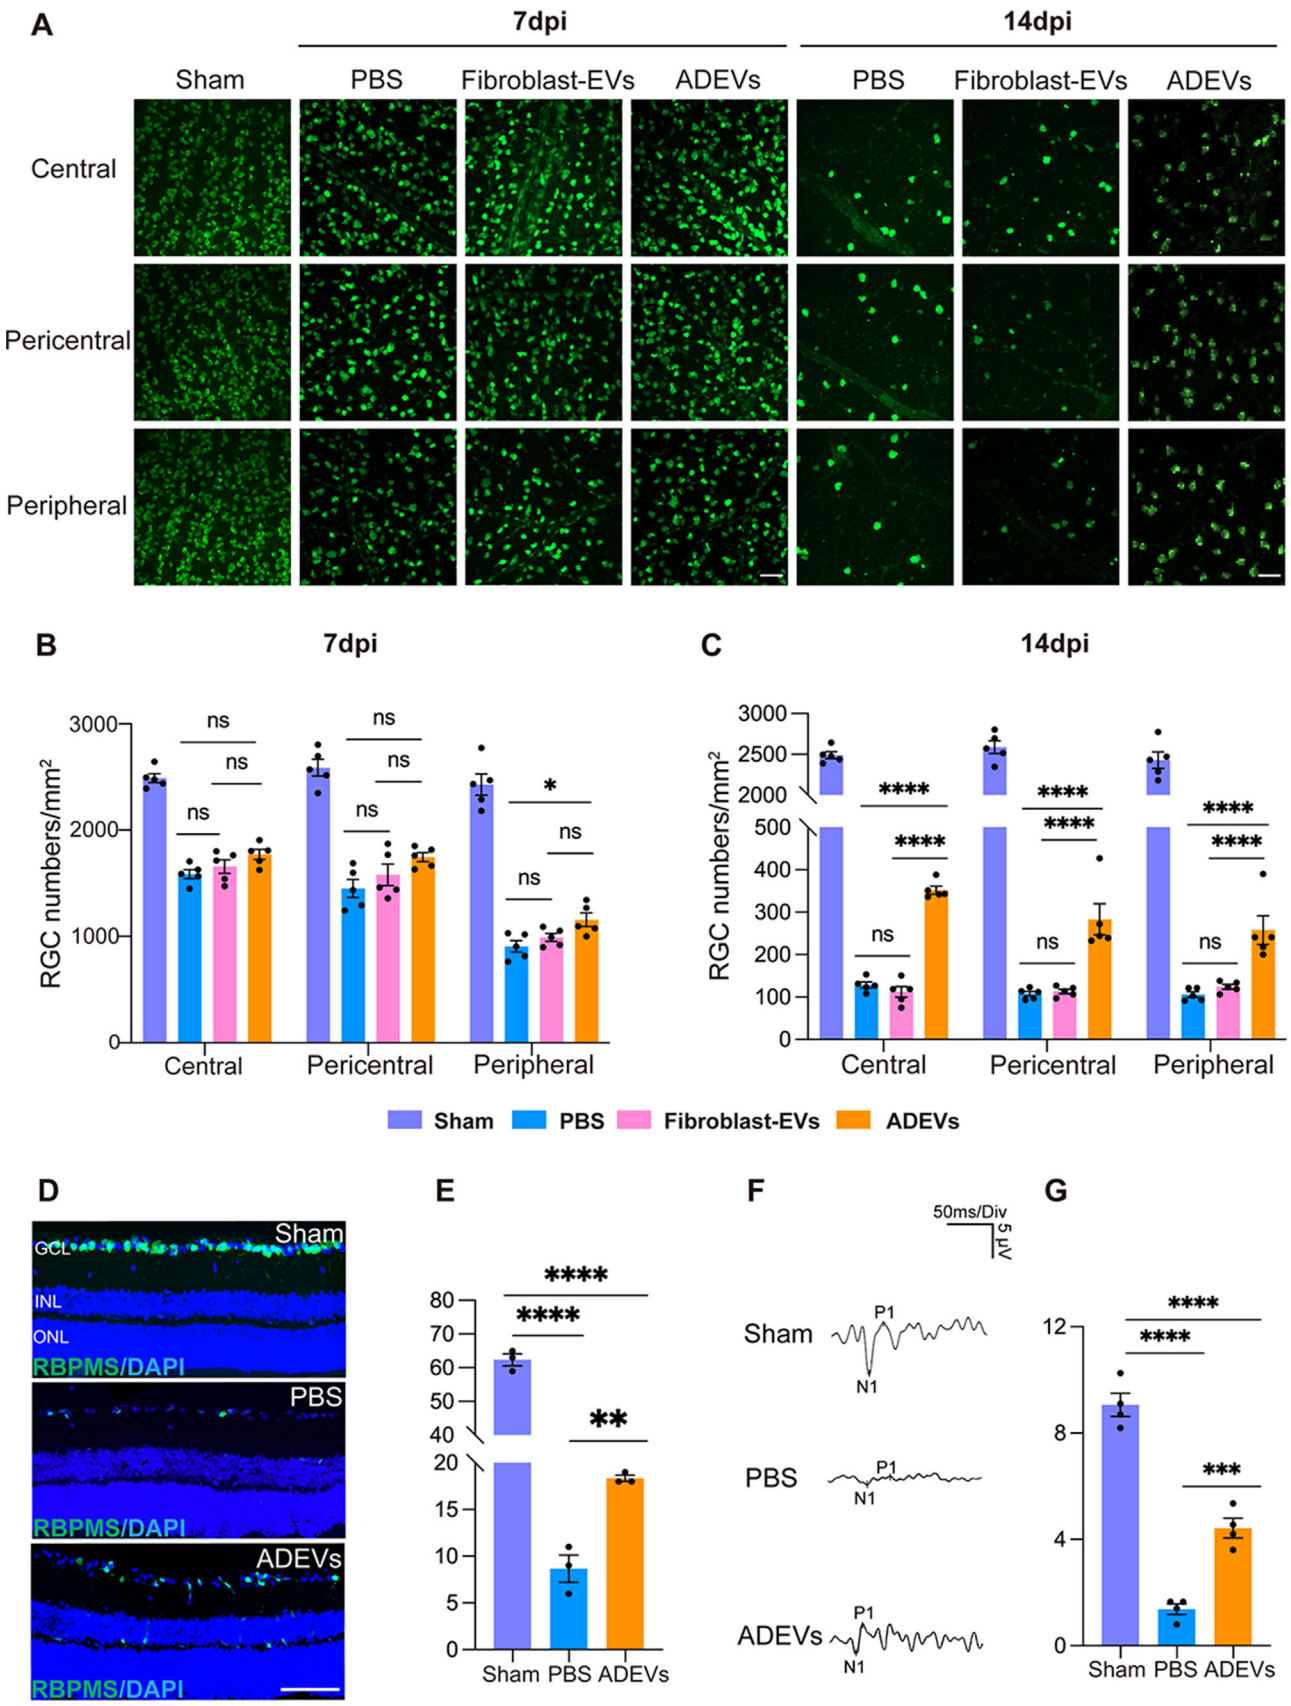 A
7dpi
14dpi
Sham
PBS
Fibroblast-EVs
ADEVs
PBS
Fibroblast-EVs
ADEVs
Central
Pericentral
Peripheral
B
7dpi
RGC numbers/mm²
3000
2000
1000
0
ns
ns
ns
ns
ns
ns
*
ns
ns
Central
Pericentral
Peripheral
C
14dpi
RGC numbers/mm²
3000
2500
2000
500
400
300
200
100
0
****
****
ns
****
****
ns
****
****
ns
Central
Pericentral
Peripheral
Sham
PBS
Fibroblast-EVs
ADEVs
D
Sham
GCL
INL
ONL
RBPMS/DAPI
PBS
RBPMS/DAPI
ADEVs
RBPMS/DAPI
E
80
70
60
50
40
20
15
10
5
0
****
****
**
Sham
PBS
ADEVs
F
50ms/Div
5 μV
Sham
P1
N1
PBS
P1
N1
ADEVs
P1
N1
G
12
8
4
0
****
****
***
Sham
PBS
ADEVs